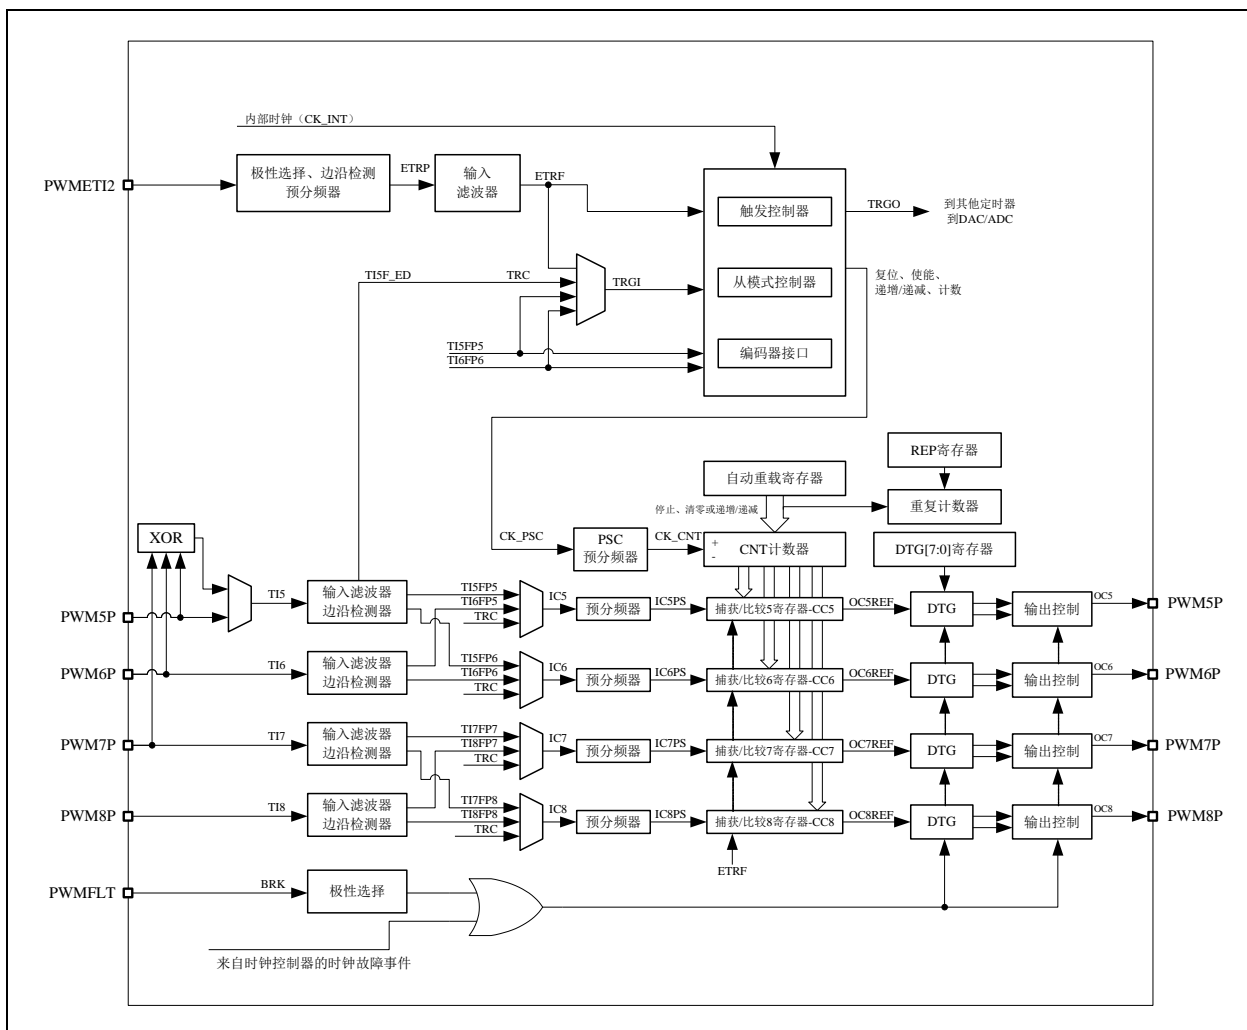 内部时钟（CK_INT）
PWMETI2
极性选择、边沿检测
预分频器
ETRP
输入
滤波器
ETRF
触发控制器
TRGO
到其他定时器
到DAC/ADC
TI5F_ED
TRC
TRGI
从模式控制器
复位、使能、
递增/递减、计数
TI5FP5
TI6FP6
编码器接口
REP寄存器
自动重载寄存器
停止、清零或递增/递减
重复计数器
XOR
CK_PSC
PSC
预分频器
CK_CNT
+
-
CNT计数器
DTG[7:0]寄存器
PWM5P
TI5
输入滤波器
边沿检测器
TI5FP5
TI6FP5
TRC
IC5
预分频器
IC5PS
捕获/比较5寄存器-CC5
OC5REF
DTG
输出控制
OC5
PWM5P
PWM6P
TI6
输入滤波器
边沿检测器
TI5FP6
TI6FP6
TRC
IC6
预分频器
IC6PS
捕获/比较6寄存器-CC6
OC6REF
DTG
输出控制
OC6
PWM6P
PWM7P
TI7
输入滤波器
边沿检测器
TI7FP7
TI8FP7
TRC
IC7
预分频器
IC7PS
捕获/比较7寄存器-CC7
OC7REF
DTG
输出控制
OC7
PWM7P
PWM8P
TI8
输入滤波器
边沿检测器
TI7FP8
TI8FP8
TRC
IC8
预分频器
IC8PS
捕获/比较8寄存器-CC8
OC8REF
DTG
输出控制
OC8
PWM8P
ETRF
PWMFLT
BRK
极性选择
来自时钟控制器的时钟故障事件